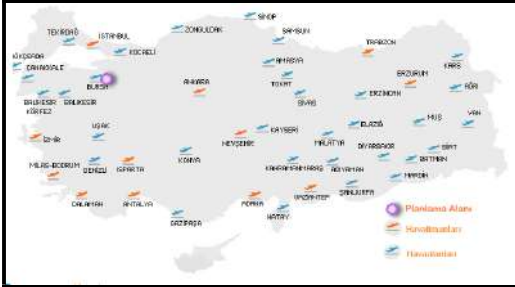 SİNOP
TEKİRDAĞ
İSTANBUL
ZONGULDAK
SAMSUN
KOCAELİ
TRABZON
GÖKÇEADA
ÇANAKKALE
BURSA
AMASYA
KARS
ANKARA
TOKAT
ERZURUM
BALIKESİR
KÖRFEZ
BALIKESİR
SİVAS
ERZİNCAN
AĞRI
UŞAK
İZMİR
NEVŞEHİR
KAYSERİ
ELAZIĞ
MUŞ
VAN
MALATYA
DİYARBAKIR
SİİRT
MİLAS-BODRUM
DENİZLİ
ISPARTA
KONYA
KAHRAMANMARAŞ
ADIYAMAN
BATMAN
MARDİN
DALAMAN
ANTALYA
GAZİPAŞA
ADANA
GAZİANTEP
ŞANLIURFA
HATAY
Planlama Alanı
Havalimanları
Havaalanları